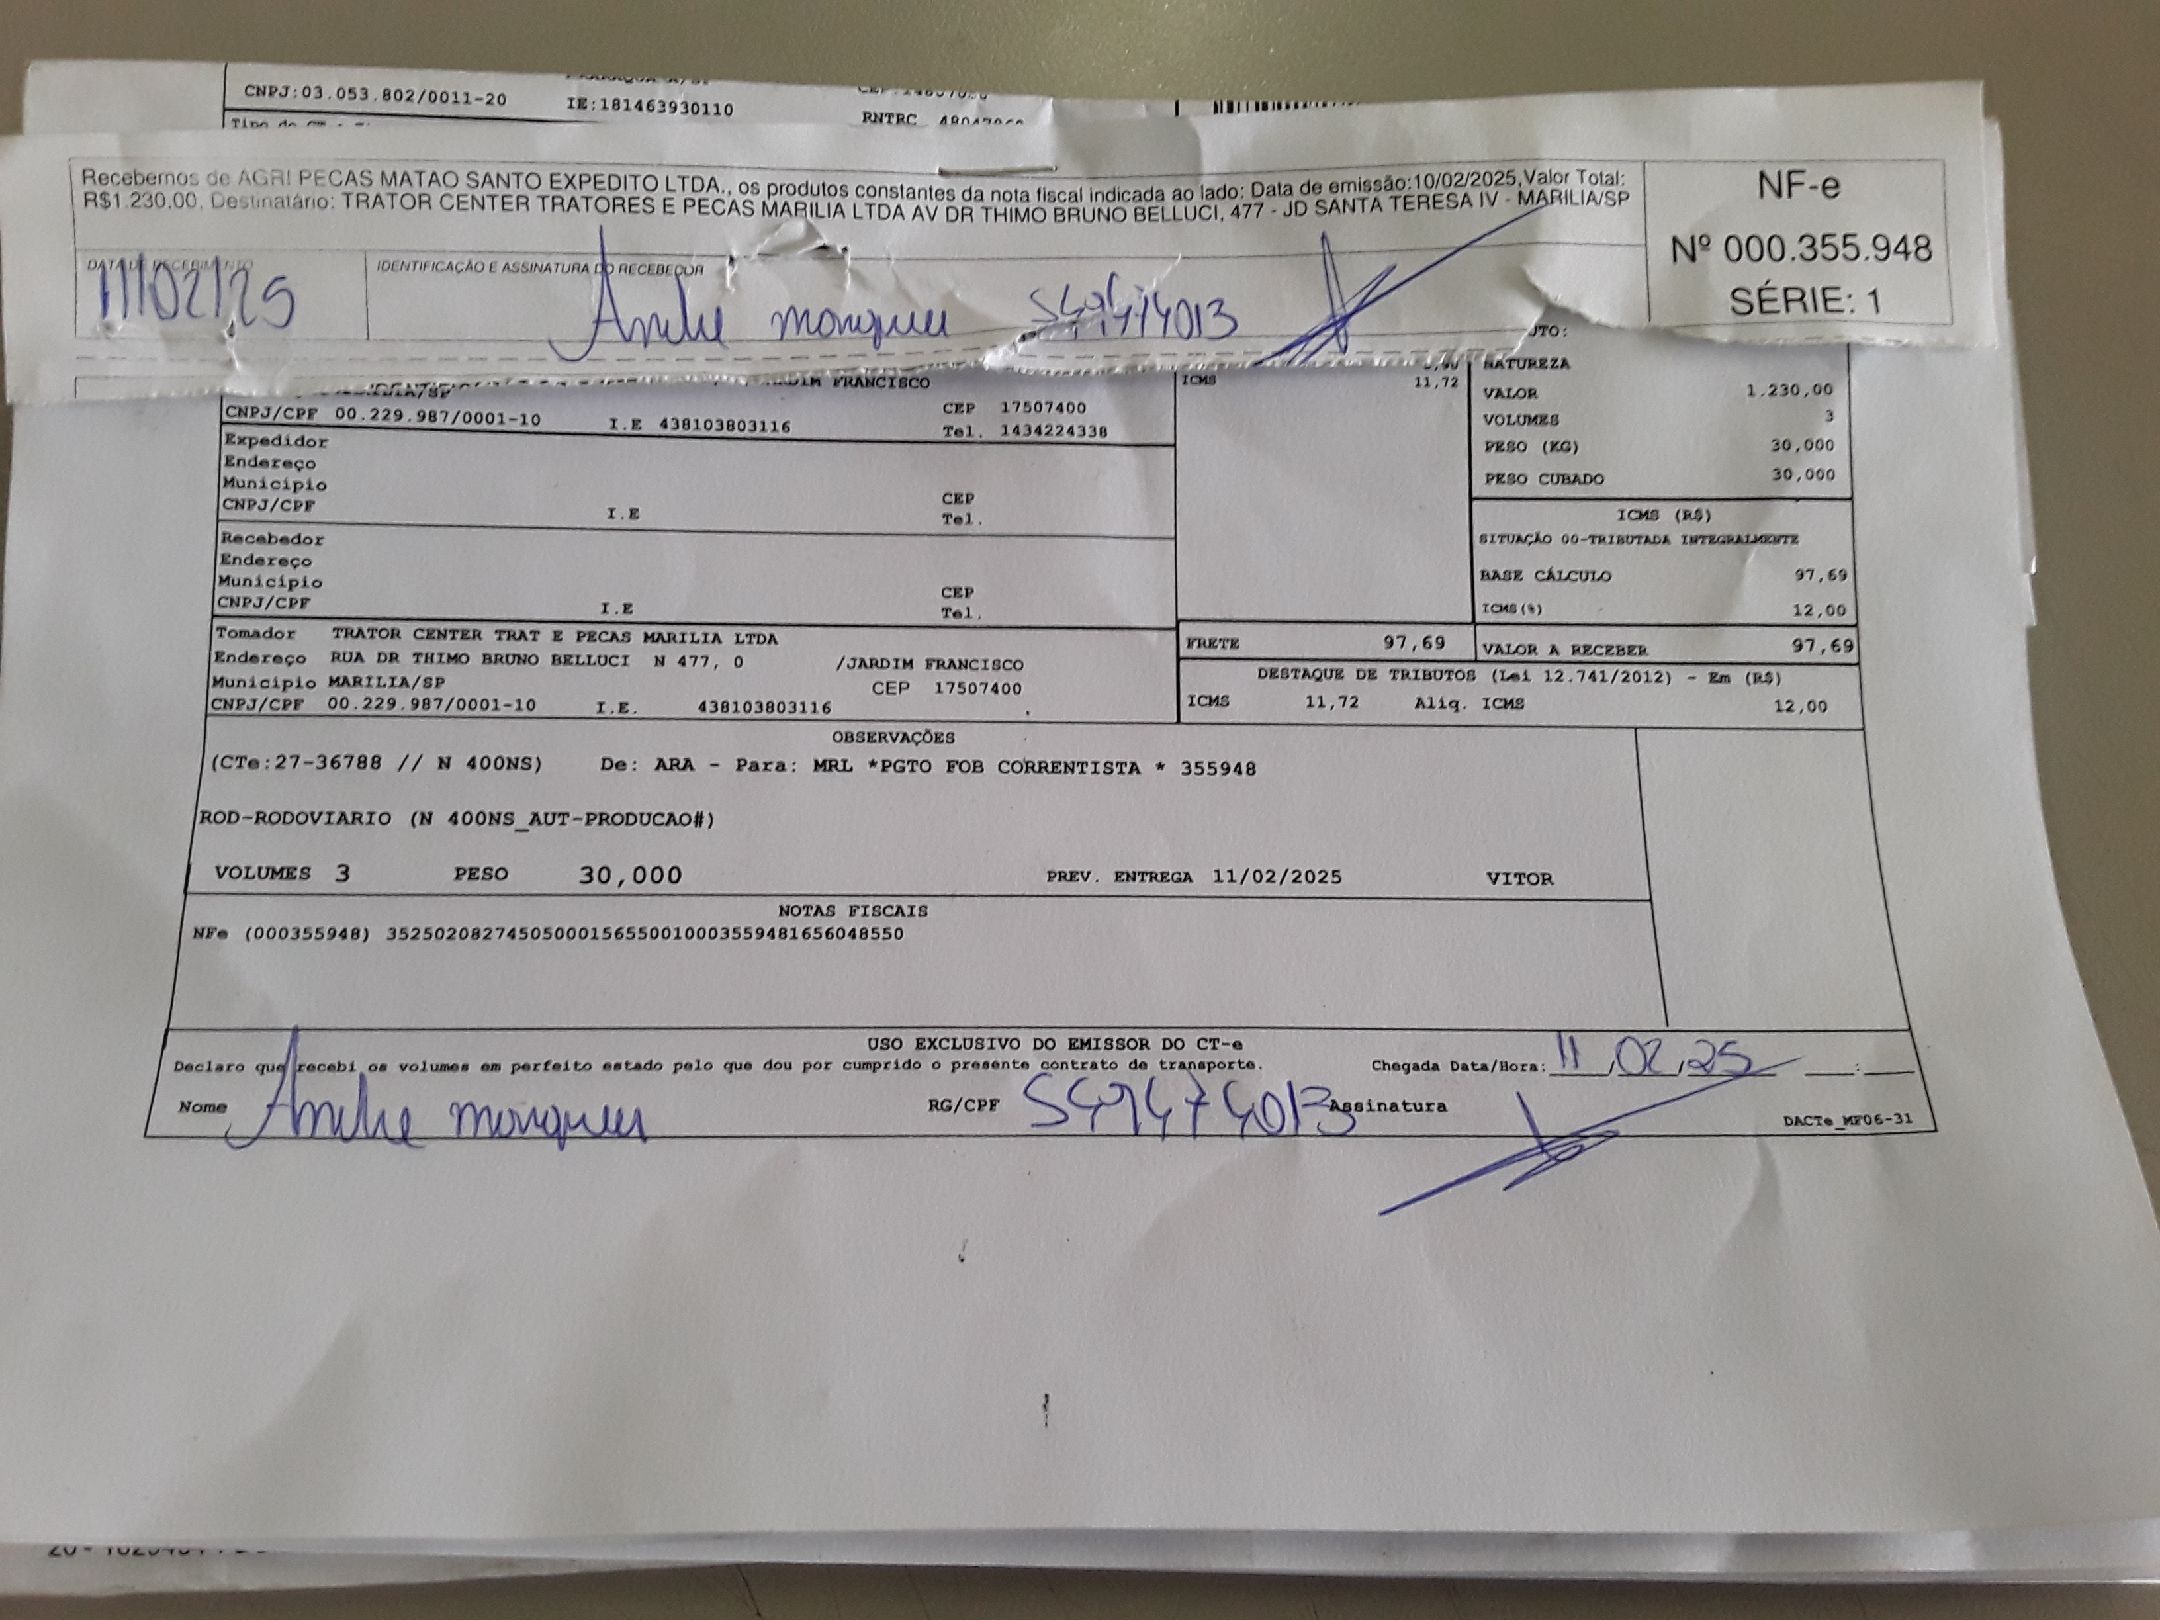 CNPJ:03.053.802/0011-20 IE:181463930110
RNTRC
Recebemos de AGRI PECAS MATAO SANTO EXPEDITO LTDA., os produtos constantes da nota fiscal indicada ao lado: Data de emissão:10/02/2025,Valor Total:
R$1.230,00, Destinatário: TRATOR CENTER TRATORES E PECAS MARILIA LTDA AV DR THIMO BRUNO BELLUCI, 477 - JD SANTA TERESA IV - MARILIA/SP
NF-e
Nº 000.355.948
SÉRIE: 1
DATA DE RECEBIMENTO
11/02/25
IDENTIFICAÇÃO E ASSINATURA DO RECEBEDOR
Andre
JARDIM FRANCISCO
CNPJ/CPF 00.229.987/0001-10 I.E 438103803116 CEP 17507400
Tel. 1434224338
Expedidor
Endereço
Município CEP
CNPJ/CPF I.E Tel.
Recebedor
Endereço
Município CEP
CNPJ/CPF I.E Tel.
Tomador TRATOR CENTER TRAT E PECAS MARILIA LTDA
Endereço RUA DR THIMO BRUNO BELLUCI N 477, 0 /JARDIM FRANCISCO
Município MARILIA/SP CEP 17507400
CNPJ/CPF 00.229.987/0001-10 I.E. 438103803116
ICMS 11,72
FRETE 97,69
NATUREZA
VALOR 1.230,00
VOLUMES 3
PESO (KG) 30,000
PESO CUBADO 30,000
ICMS (R$)
SITUAÇÃO 00-TRIBUTADA INTEGRALMENTE
BASE CÁLCULO 97,69
ICMS(%) 12,00
VALOR A RECEBER 97,69
DESTAQUE DE TRIBUTOS (Lei 12.741/2012) - Em (R$)
ICMS 11,72 Aliq. ICMS 12,00
OBSERVAÇÕES
(CTe:27-36788 // N 400NS) De: ARA - Para: MRL *PGTO FOB CORRENTISTA * 355948
ROD-RODOVIARIO (N 400NS_AUT-PRODUCAO#)
VOLUMES 3 PESO 30,000 PREV. ENTREGA 11/02/2025 VITOR
NOTAS FISCAIS
NFe (000355948) 35250208274505000156550010003559481656048550
USO EXCLUSIVO DO EMISSOR DO CT-e
Declaro que recebi os volumes em perfeito estado pelo que dou por cumprido o presente contrato de transporte. Chegada Data/Hora: 11/02/25 __:__
Nome Andre RG/CPF Assinatura
DACTe_MF06-31